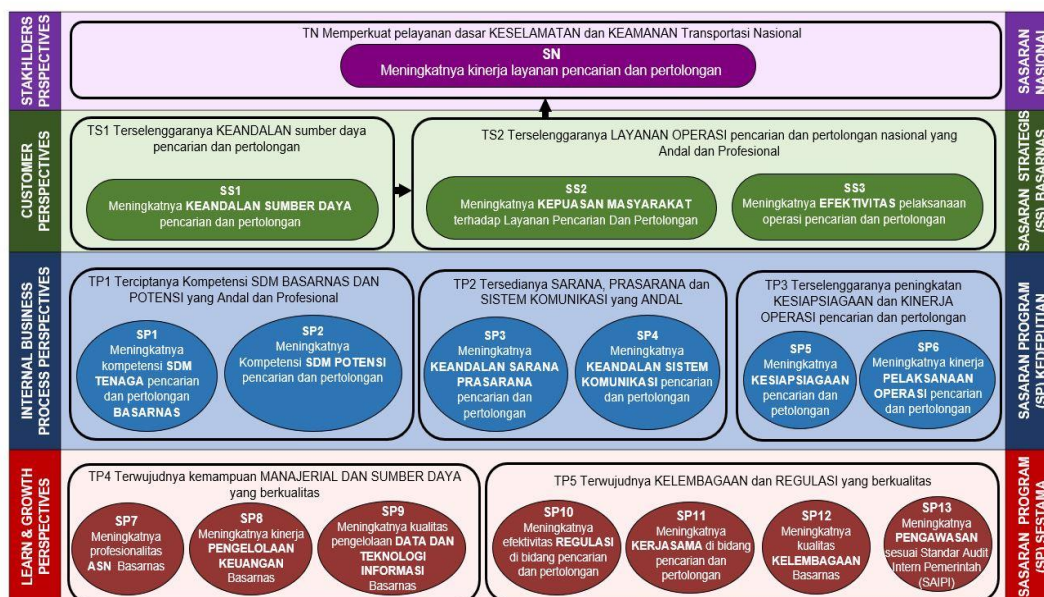 STAKHLDERS
PRSPECTIVES
TN Memperkuat pelayanan dasar KESELAMATAN dan KEAMANAN Transportasi Nasional
SN
Meningkatnya kinerja layanan pencarian dan pertolongan
SASARAN
NASIONAL
CUSTOMER
PERSPECTIVES
TS1 Terselenggaranya KEANDALAN sumber daya
pencarian dan pertolongan
SS1
Meningkatnya KEANDALAN SUMBER DAYA
pencarian dan pertolongan
TS2 Terselenggaranya LAYANAN OPERASI pencarian dan pertolongan nasional yang
Andal dan Profesional
SS2
Meningkatnya KEPUASAN MASYARAKAT
terhadap Layanan Pencarian Dan Pertolongan
SS3
Meningkatnya EFEKTIVITAS pelaksanaan
operasi pencarian dan pertolongan
SASARAN STRATEGIS
(SS) BASARNAS
INTERNAL BUSINESS
PROCESS PERSPECTIVES
TP1 Terciptanya Kompetensi SDM BASARNAS DAN
POTENSI yang Andal dan Profesional
SP1
Meningkatnya
kompetensi SDM
TENAGA pencarian
dan pertolongan
BASARNAS
SP2
Meningkatnya
Kompetensi SDM POTENSI
pencarian dan pertolongan
TP2 Tersedianya SARANA, PRASARANA dan
SISTEM KOMUNIKASI yang ANDAL
SP3
Meningkatnya
KEANDALAN SARANA
PRASARANA
pencarian dan
pertolongan
SP4
Meningkatnya
KEANDALAN SISTEM
KOMUNIKASI pencarian
dan pertolongan
TP3 Terselenggaranya peningkatan
KESIAPSIAGAAN dan KINERJA
OPERASI pencarian dan pertolongan
SP5
Meningkatnya
KESIAPSIAGAAN
pencarian dan
petolongan
SP6
Meningkatnya kinerja
PELAKSANAAN
OPERASI pencarian
dan pertolongan
SASARAN PROGRAM
(SP) KEDEPUTIAN
LEARN & GROWTH
PERSPECTIVES
TP4 Terwujudnya kemampuan MANAJERIAL DAN SUMBER DAYA
yang berkualitas
SP7
Meningkatnya
profesionalitas
ASN Basarnas
SP8
Meningkatnya kinerja
PENGELOLAAN
KEUANGAN
Basarnas
SP9
Meningkatnya kualitas
pengelolaan DATA DAN
TEKNOLOGI
INFORMASI
Basarnas
TP5 Terwujudnya KELEMBAGAAN dan REGULASI yang berkualitas
SP10
Meningkatnya
efektivitas REGULASI
di bidang pencarian
dan pertolongan
SP11
Meningkatnya
KERJASAMA di bidang
pencarian dan
pertolongan
SP12
Meningkatnya
kualitas
KELEMBAGAAN
Basarnas
SP13
Meningkatnya
PENGAWASAN
sesuai Standar Audit
Intern Pemerintah
(SAIPI)
SASARAN PROGRAM
(SP) SESTAMA